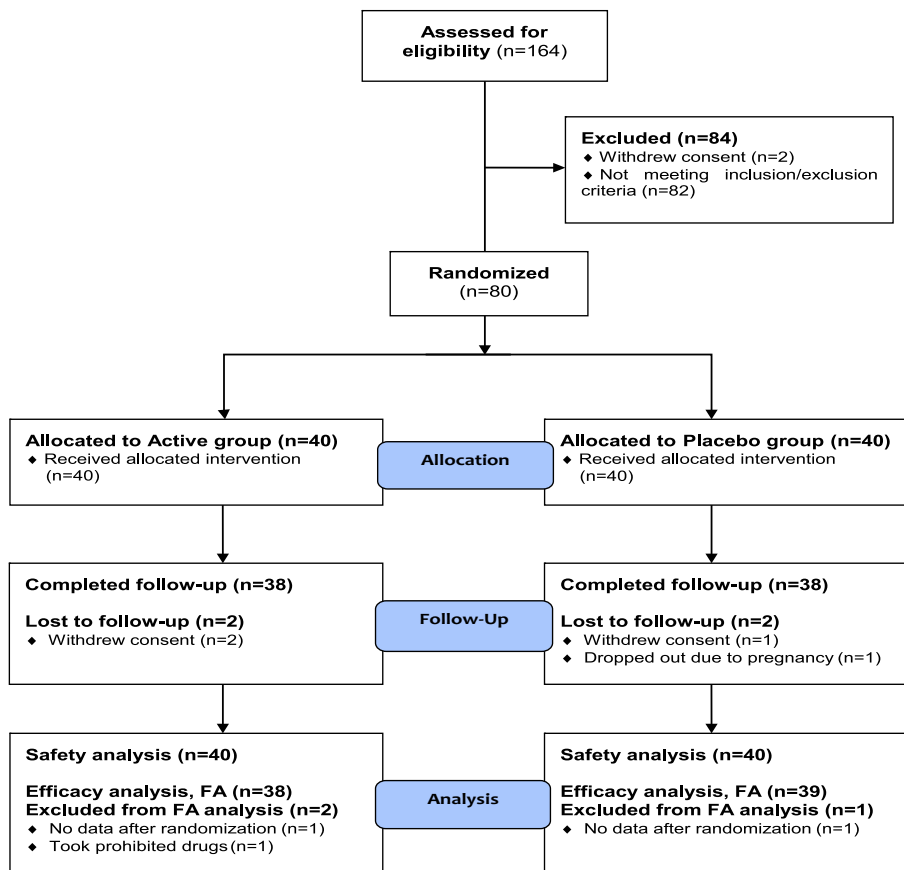 Assessed for
eligibility (n=164)
Excluded (n=84)
◆ Withdrew consent (n=2)
◆ Not meeting inclusion/exclusion
criteria (n=82)
Randomized
(n=80)
Allocated to Active group (n=40)
◆ Received allocated intervention
(n=40)
Allocation
Allocated to Placebo group (n=40)
◆ Received allocated intervention
(n=40)
Completed follow-up (n=38)
Lost to follow-up (n=2)
◆ Withdrew consent (n=2)
Follow-Up
Completed follow-up (n=38)
Lost to follow-up (n=2)
◆ Withdrew consent (n=1)
◆ Dropped out due to pregnancy (n=1)
Safety analysis (n=40)
Efficacy analysis, FA (n=38)
Excluded from FA analysis (n=2)
◆ No data after randomization (n=1)
◆ Took prohibited drugs (n=1)
Analysis
Safety analysis (n=40)
Efficacy analysis, FA (n=39)
Excluded from FA analysis (n=1)
◆ No data after randomization (n=1)